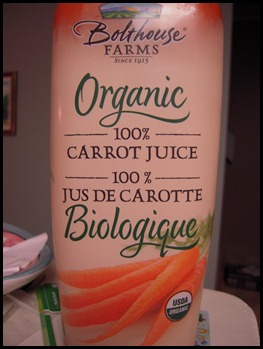 Bolthouse
FARMS
SINCE 1915
Organic
100%
CARROT JUICE
100%
JUS DE CAROTTE
Biologique
USDA
ORGANIC